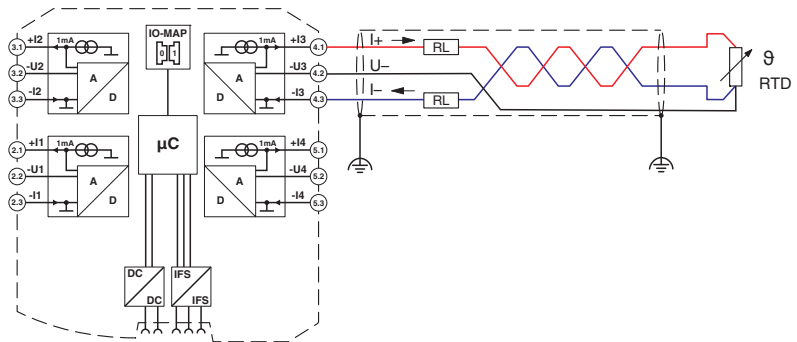 IO-MAP
0 1
3.1 +I2 1mA
3.2 -U2 A
3.3 -I2 D
1mA +I3 4.1
A -U3 4.2
D -I3 4.3
I+ RL
U–
I– RL
ϑ
RTD
µC
2.1 +I1 1mA
2.2 -U1 A
2.3 -I1 D
1mA +I4 5.1
A -U4 5.2
D -I4 5.3
DC
DC
IFS
IFS